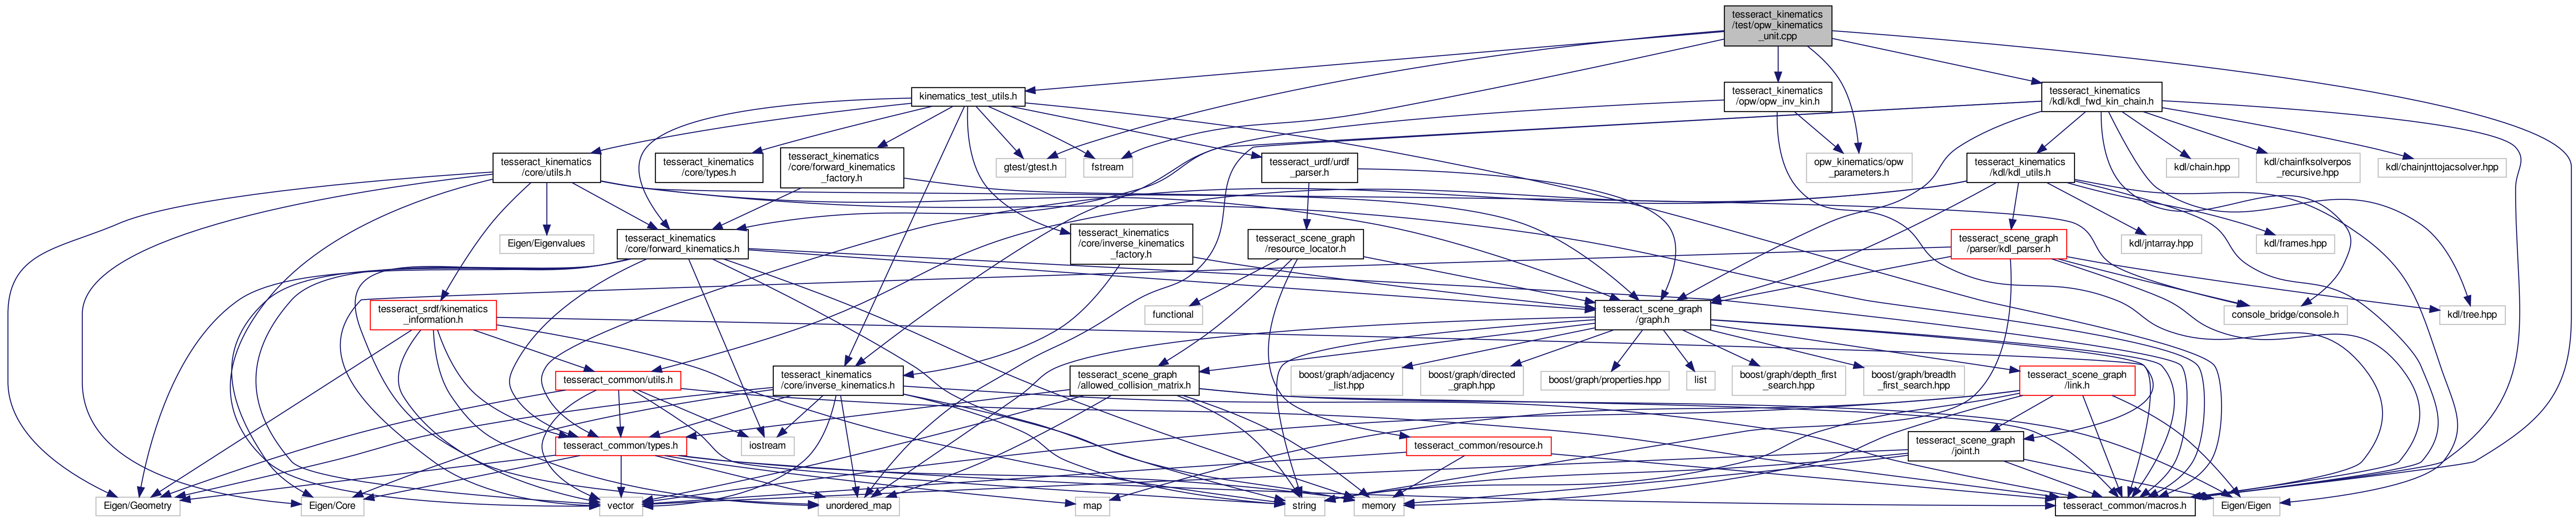 tesseract_kinematics
/test/opw_kinematics
_unit.cpp
kinematics_test_utils.h
tesseract_kinematics
/opw/opw_inv_kin.h
tesseract_kinematics
/kdl/kdl_fwd_kin_chain.h
tesseract_kinematics
/core/utils.h
tesseract_kinematics
/core/types.h
tesseract_kinematics
/core/forward_kinematics
_factory.h
gtest/gtest.h
fstream
tesseract_urdf/urdf
_parser.h
opw_kinematics/opw
_parameters.h
tesseract_kinematics
/kdl/kdl_utils.h
kdl/chain.hpp
kdl/chainfksolverpos
_recursive.hpp
kdl/chainjnttojacsolver.hpp
Eigen/Eigenvalues
tesseract_kinematics
/core/forward_kinematics.h
tesseract_kinematics
/core/inverse_kinematics
_factory.h
tesseract_scene_graph
/resource_locator.h
tesseract_scene_graph
/parser/kdl_parser.h
kdl/jntarray.hpp
kdl/frames.hpp
tesseract_srdf/kinematics
_information.h
functional
tesseract_scene_graph
/graph.h
console_bridge/console.h
kdl/tree.hpp
tesseract_common/utils.h
tesseract_kinematics
/core/inverse_kinematics.h
tesseract_scene_graph
/allowed_collision_matrix.h
boost/graph/adjacency
_list.hpp
boost/graph/directed
_graph.hpp
boost/graph/properties.hpp
list
boost/graph/depth_first
_search.hpp
boost/graph/breadth
_first_search.hpp
tesseract_scene_graph
/link.h
tesseract_common/types.h
iostream
tesseract_common/resource.h
tesseract_scene_graph
/joint.h
Eigen/Geometry
Eigen/Core
vector
unordered_map
map
string
memory
tesseract_common/macros.h
Eigen/Eigen